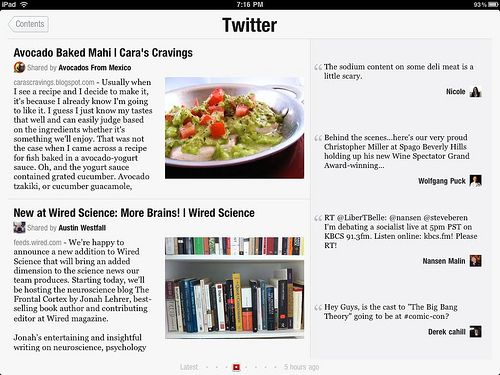 iPad 7:16 PM 93%
Contents
Twitter
Avocado Baked Mahi | Cara's Cravings
Shared by Avocados From Mexico
caracravings.blogspot.com - Usually when
I see a recipe and I decide to make it,
it's because I already know I'm going
to like it. I guess I just know my tastes
that well and can easily judge based
on the ingredients whether it's
something we'll enjoy. That was not
the case when I came across a recipe
for fish baked in a avocado-yogurt
sauce. Oh, and the yogurt sauce
contained grated cucumber. Avocado
tzakiki, or cucumber guacamole,
New at Wired Science: More Brains! | Wired Science
Shared by Austin Westfall
feeds.wired.com - We're happy to
announce a new addition to Wired
Science that will bring an added
dimension to the science news our
team produces. Starting today, we'll
be hosting the neuroscience blog The
Frontal Cortex by Jonah Lehrer, best-
selling book author and contributing
editor at Wired magazine.
Jonah's entertaining and insightful
writing on neuroscience, psychology
The sodium content on some deli meat is a
little scary.
Nicole
Behind the scenes...here's our very proud
Christopher Miller at Spago Beverly Hills
holding up his new Wine Spectator Grand
Award-winning...
Wolfgang Puck
RT @LiberTBelle: @nansen @steveberen
I'm debating a socialist live at 5pm PST on
KBCS 91.3fm. Listen online: kbcs.fm! Please
RT!
Nansen Malin
Hey Guys, is the cast to "The Big Bang
Theory" going to be at #comic-con?
Derek cahill
Latest 5 hours ago